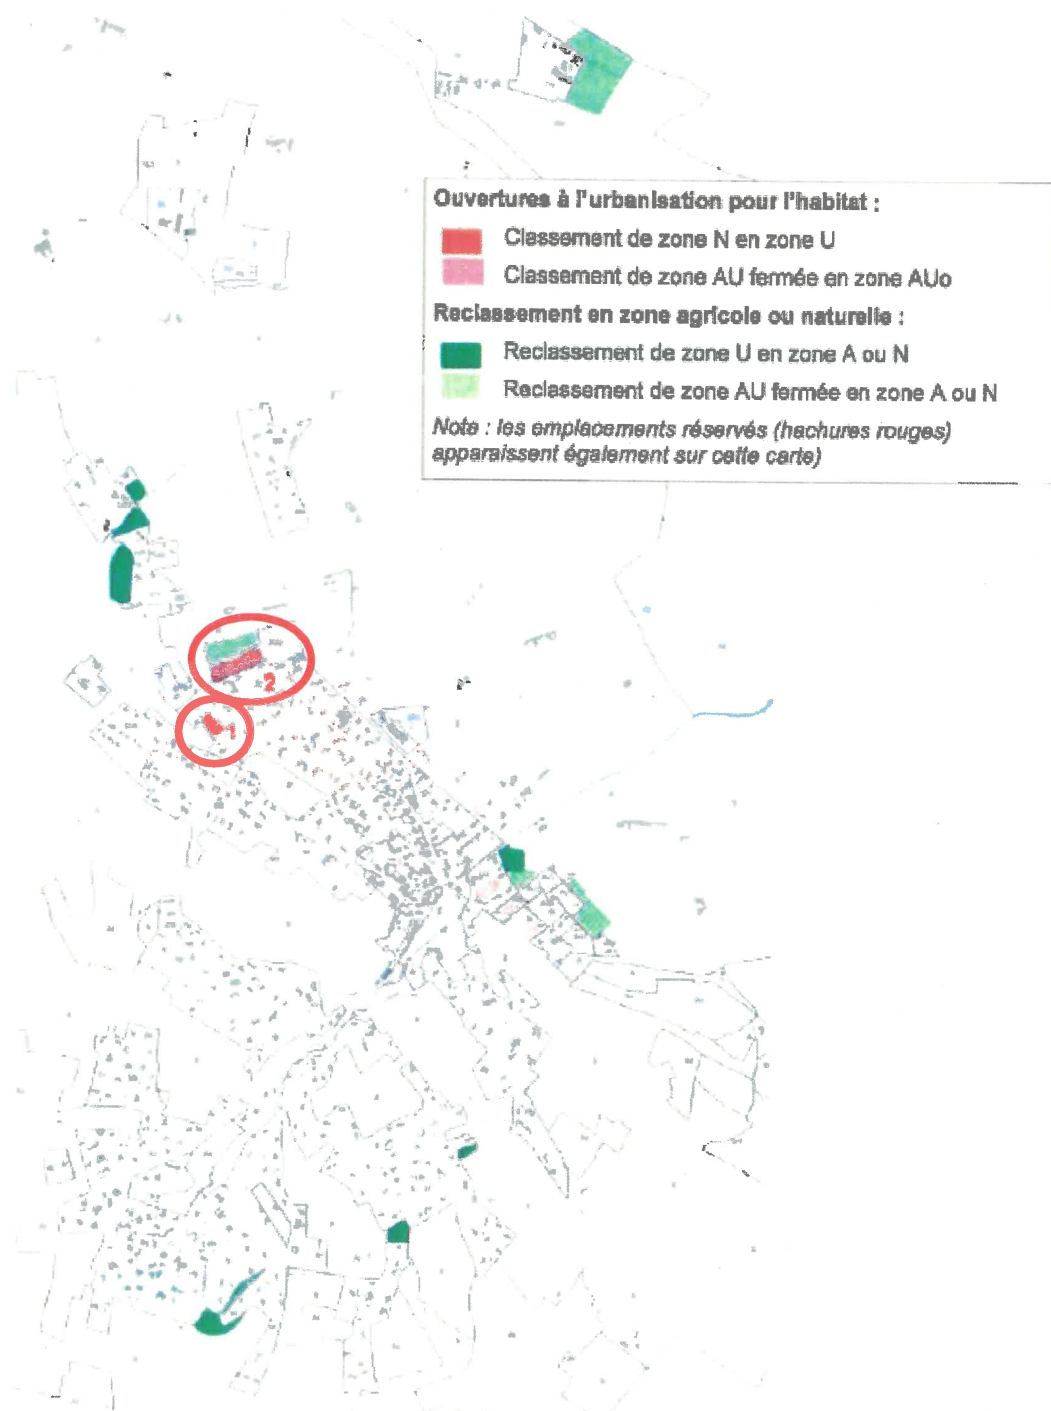 Ouvertures à l'urbanisation pour l'habitat :
Classement de zone N en zone U
Classement de zone AU fermée en zone AUo
Reclassement en zone agricole ou naturelle :
Reclassement de zone U en zone A ou N
Reclassement de zone AU fermée en zone A ou N
Note : les emplacements réservés (hachures rouges)
apparaissent également sur cette carte)
2
1